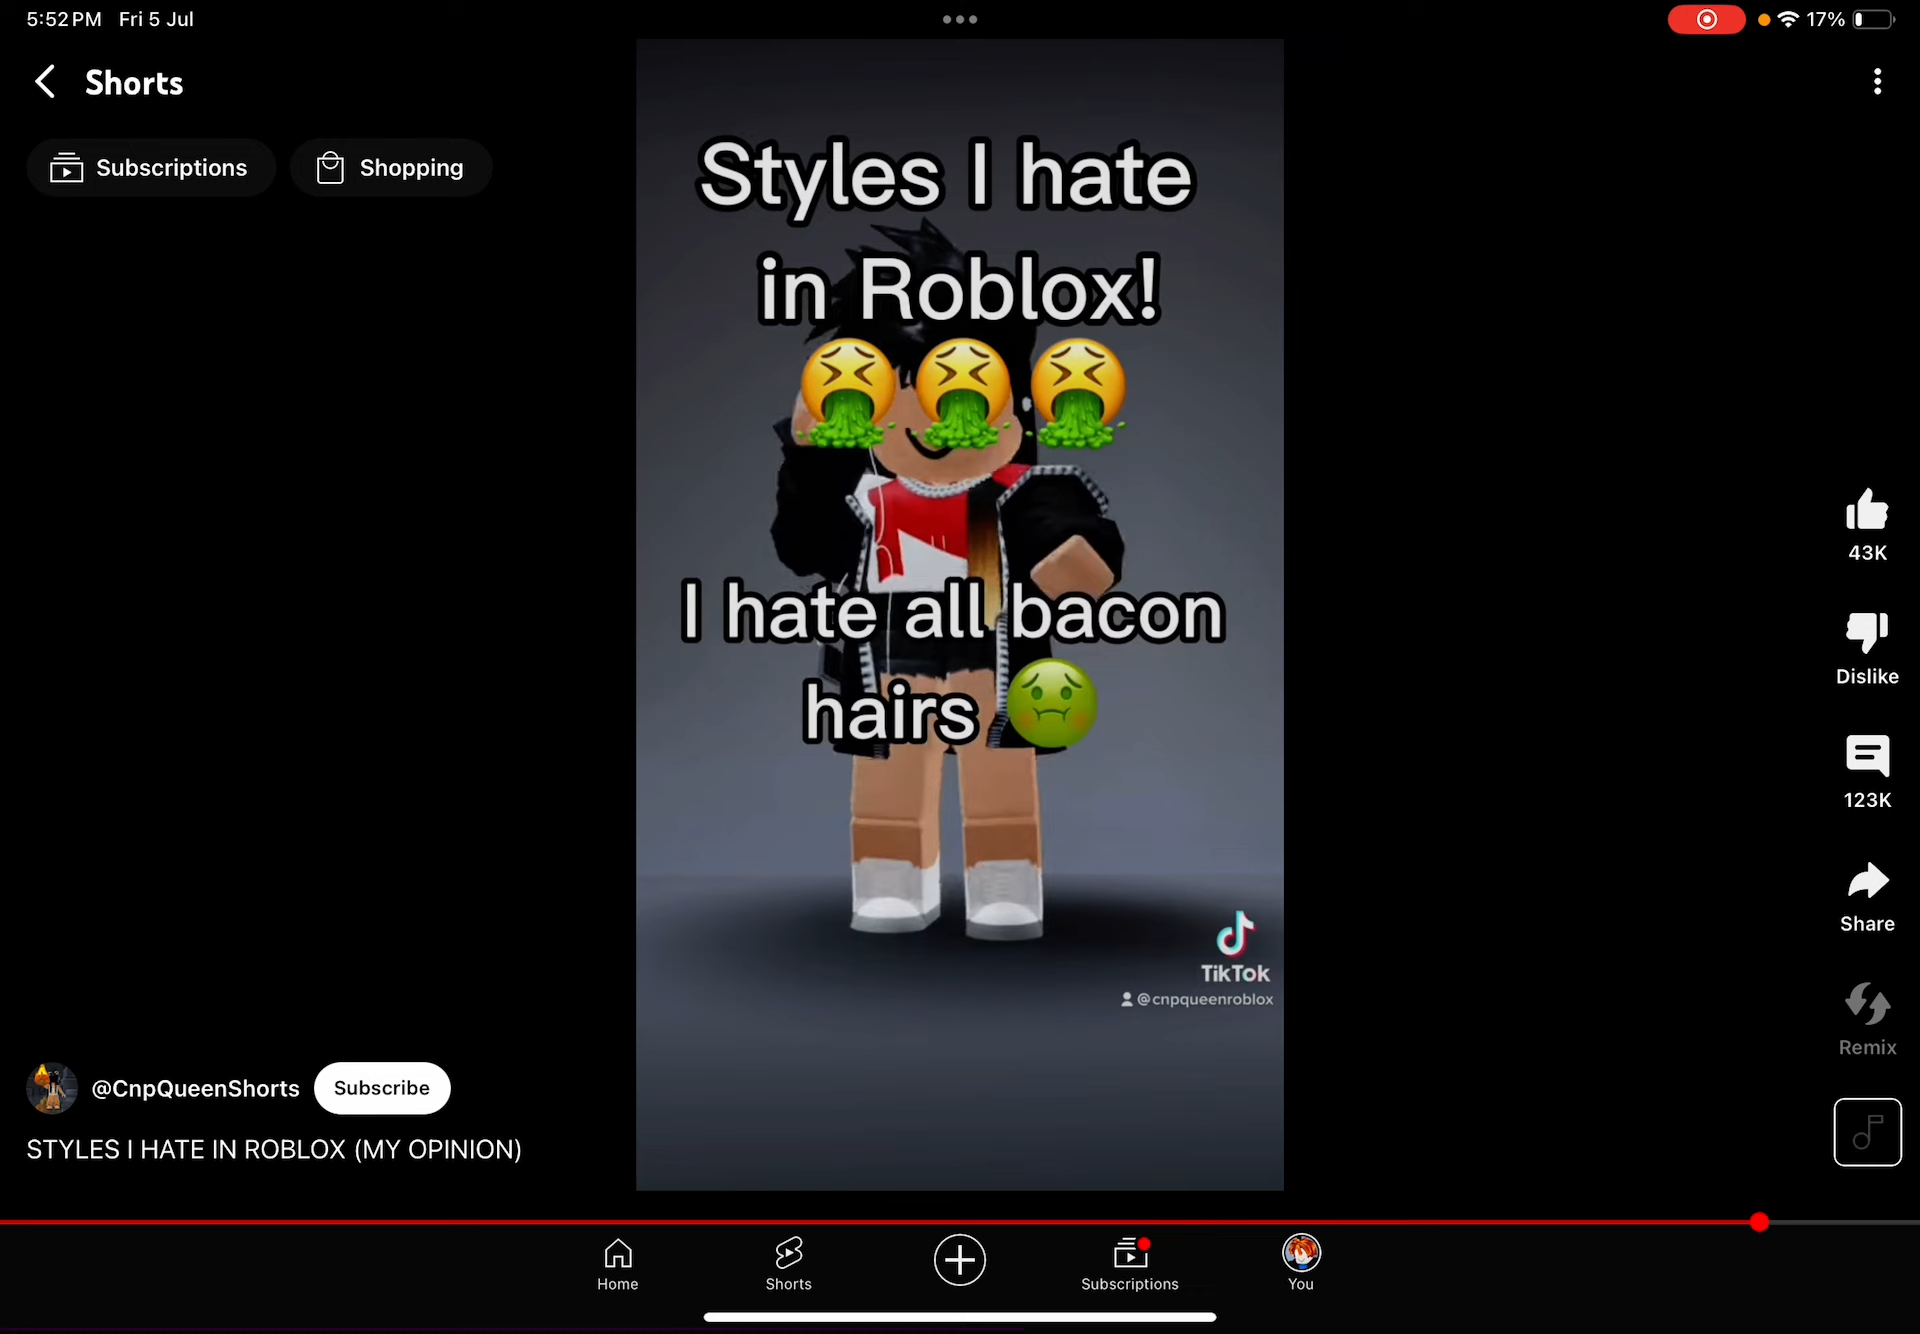 5:52 PM Fri 5 Jul
17%
Shorts
Subscriptions
Shopping
Styles I hate
in Roblox!
I hate all bacon
hairs
TikTok
@cnpqueenroblox
43K
Dislike
123K
Share
Remix
@CnpQueenShorts
Subscribe
STYLES I HATE IN ROBLOX (MY OPINION)
Home
Shorts
Subscriptions
You